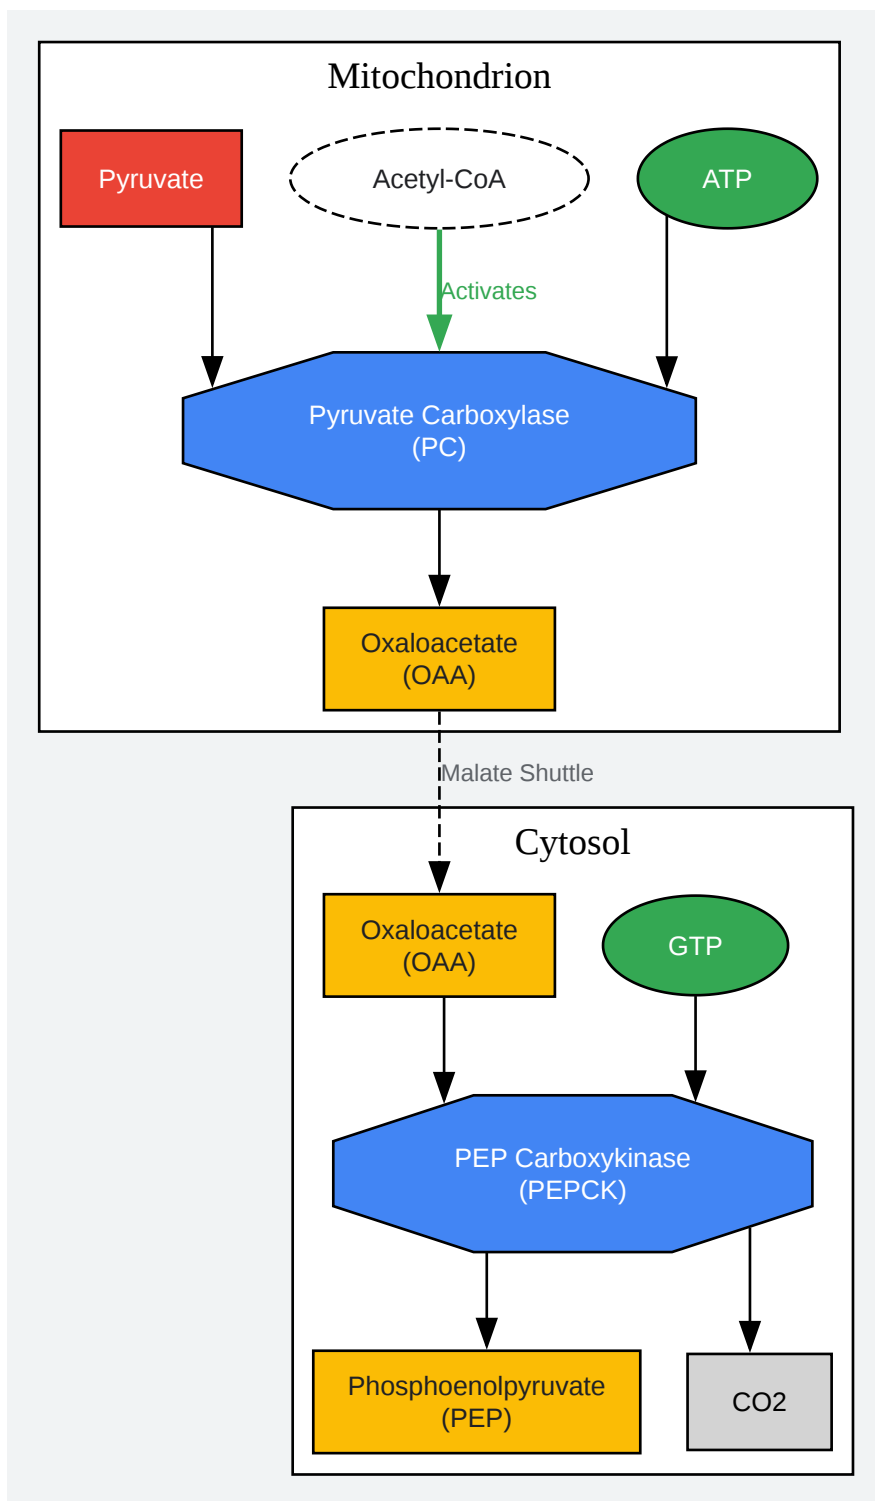 Mitochondrion
Pyruvate
Acetyl-CoA
ATP
Activates
Pyruvate Carboxylase
(PC)
Oxaloacetate
(OAA)
Malate Shuttle
Cytosol
Oxaloacetate
(OAA)
GTP
PEP Carboxykinase
(PEPCK)
Phosphoenolpyruvate
(PEP)
CO2